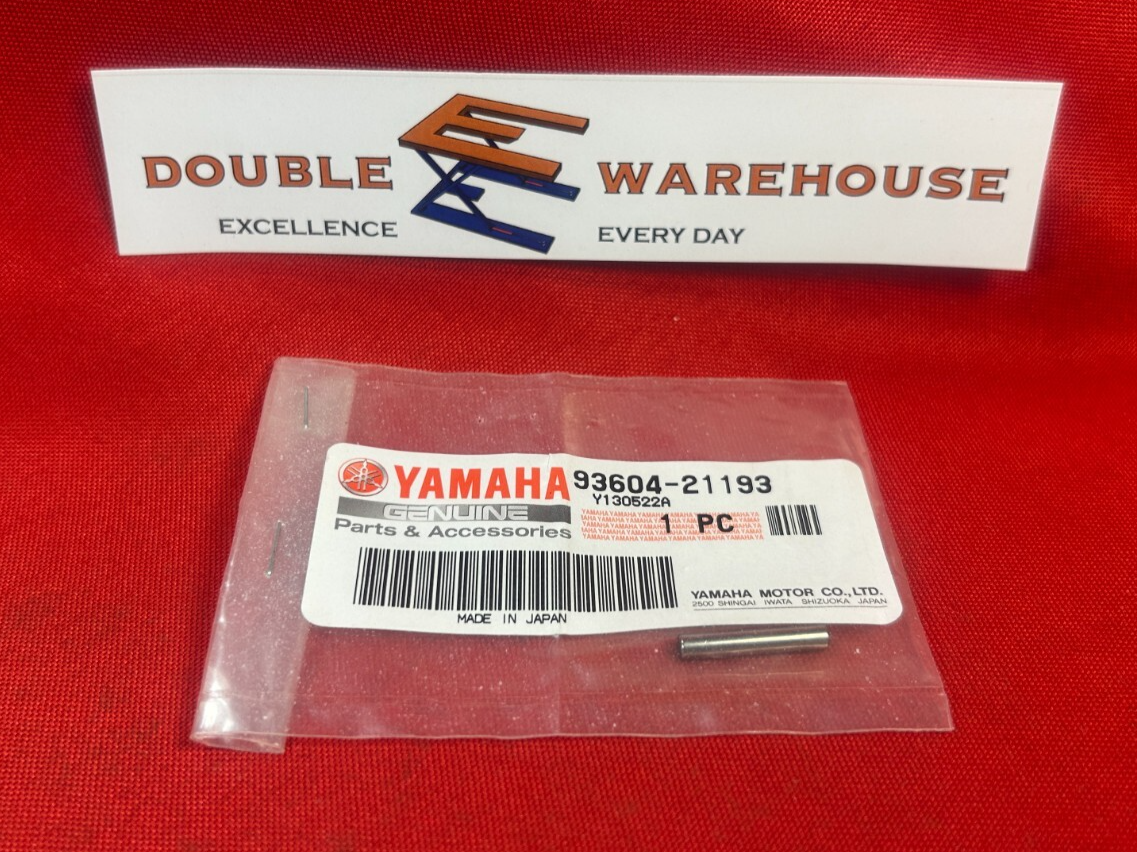 DOUBLE WAREHOUSE
EXCELLENCE EVERY DAY
YAMAHA 93604-21193
Y130522A
GENUINE
1 PC
Parts & Accessories
YAMAHA MOTOR CO.,LTD.
2500 SHINGAI IWATA SHIZUOKA JAPAN
MADE IN JAPAN